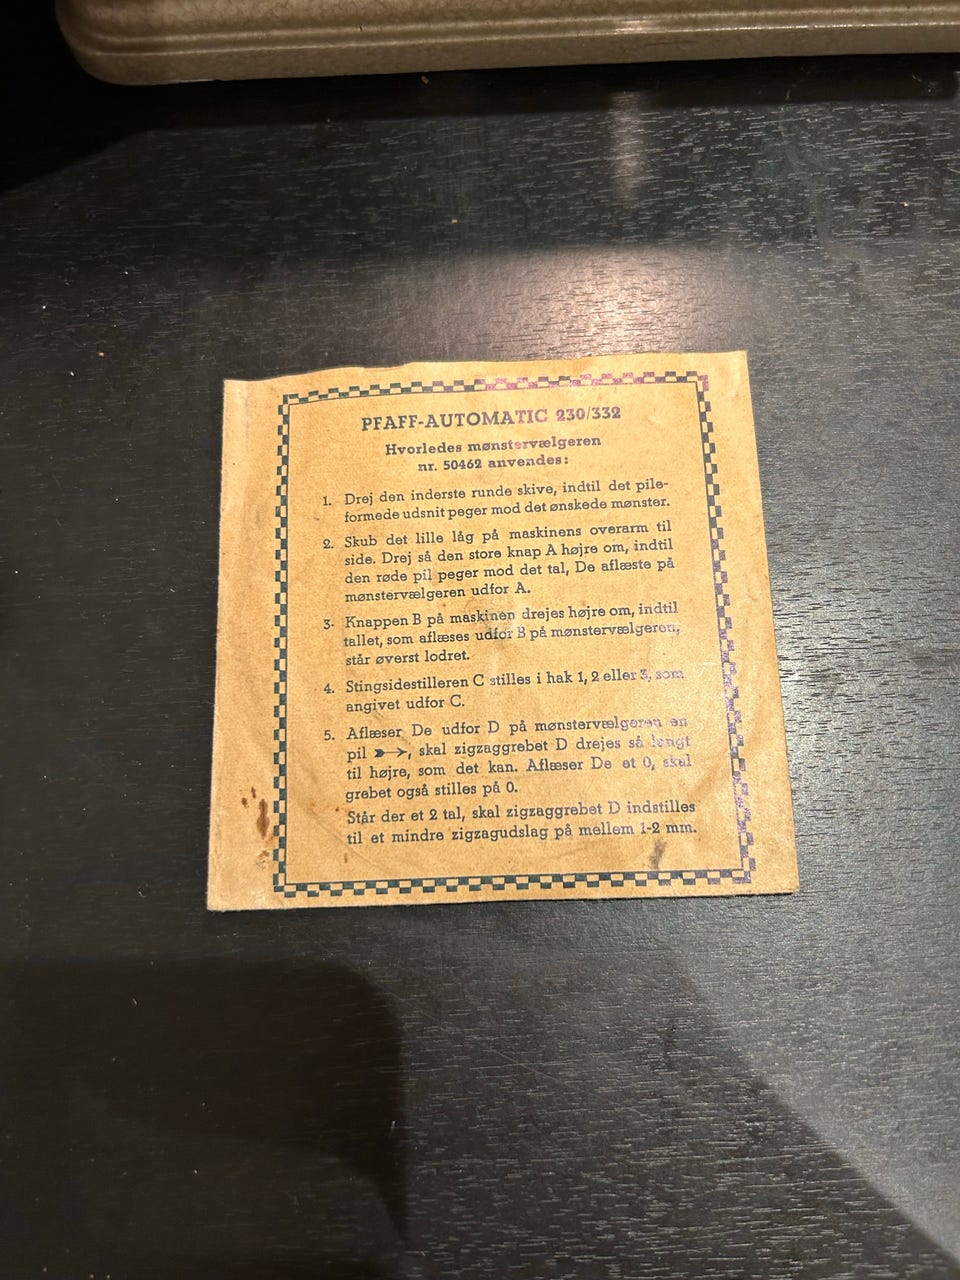 PFAFF-AUTOMATIC 230/332
Hvorledes mønstervælgeren
nr. 50462 anvendes:
1. Drej den inderste runde skive, indtil det pile-
formede udsnit peger mod det ønskede mønster.
2. Skub det lille låg på maskinens overarm til
side. Drej så den store knap A højre om, indtil
den røde pil peger mod det tal, De aflæste på
mønstervælgeren udfor A.
3. Knappen B på maskinen drejes højre om, indtil
tallet, som aflæses udfor B på mønstervælgeren,
står øverst lodret.
4. Stingsidestilleren C stilles i hak 1, 2 eller 3, som
angivet udfor C.
5. Aflæser De udfor D på mønstervælgeren en
pil ➳, skal zigzaggrebet D drejes så langt
til højre, som det kan. Aflæser De et 0, skal
grebet også stilles på 0.
Står der et 2 tal, skal zigzaggrebet D indstilles
til et mindre zigzagudslag på mellem 1-2 mm.